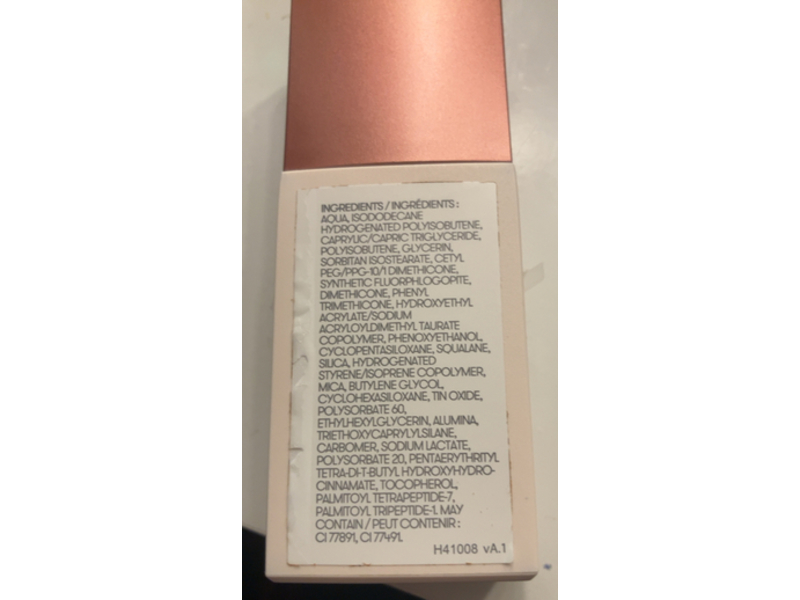 INGREDIENTS / INGRÉDIENTS :
AQUA, ISODODECANE
HYDROGENATED POLYISOBUTENE,
CAPRYLIC/CAPRIC TRIGLYCERIDE,
POLYISOBUTENE, GLYCERIN,
SORBITAN ISOSTEARATE, CETYL
PEG/PPG-10/1 DIMETHICONE,
SYNTHETIC FLUORPHLOGOPITE,
DIMETHICONE, PHENYL
TRIMETHICONE, HYDROXYETHYL
ACRYLATE/SODIUM
ACRYLOYLDIMETHYL TAURATE
COPOLYMER, PHENOXYETHANOL,
CYCLOPENTASILOXANE, SQUALANE,
SILICA, HYDROGENATED
STYRENE/ISOPRENE COPOLYMER,
MICA, BUTYLENE GLYCOL,
CYCLOHEXASILOXANE, TIN OXIDE,
POLYSORBATE 60,
ETHYLHEXYLGLYCERIN, ALUMINA,
TRIETHOXYCAPRYLYLSILANE,
CARBOMER, SODIUM LACTATE,
POLYSORBATE 20, PENTAERYTHRITYL
TETRA-DI-T-BUTYL HYDROXYHYDRO-
CINNAMATE, TOCOPHEROL,
PALMITOYL TETRAPEPTIDE-7,
PALMITOYL TRIPEPTIDE-1. MAY
CONTAIN / PEUT CONTENIR :
CI 77891, CI 77491.
H41008 vA.1